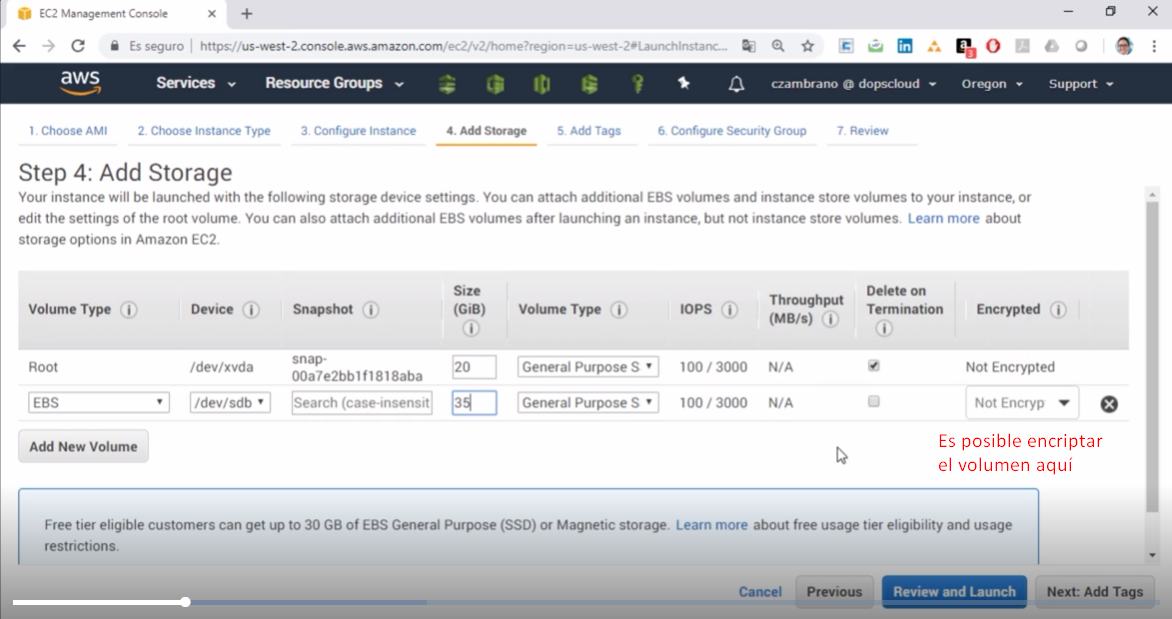 EC2 Management Console
Es seguro | https://us-west-2.console.aws.amazon.com/ec2/v2/home?region=us-west-2#LaunchInstanc...
aws Services Resource Groups czambrano @ dopscloud Oregon Support
1. Choose AMI 2. Choose Instance Type 3. Configure Instance 4. Add Storage 5. Add Tags 6. Configure Security Group 7. Review
Step 4: Add Storage
Your instance will be launched with the following storage device settings. You can attach additional EBS volumes and instance store volumes to your instance, or
edit the settings of the root volume. You can also attach additional EBS volumes after launching an instance, but not instance store volumes. Learn more about
storage options in Amazon EC2.
Volume Type Device Snapshot Size (GiB) Volume Type IOPS Throughput (MB/s) Delete on Termination Encrypted
Root /dev/xvda snap-00a7e2bb1f1818aba 20 General Purpose S 100 / 3000 N/A Not Encrypted
EBS /dev/sdb Search (case-insensit 35 General Purpose S 100 / 3000 N/A Not Encryp
Add New Volume
Es posible encriptar
el volumen aquí
Free tier eligible customers can get up to 30 GB of EBS General Purpose (SSD) or Magnetic storage. Learn more about free usage tier eligibility and usage
restrictions.
Cancel Previous Review and Launch Next: Add Tags